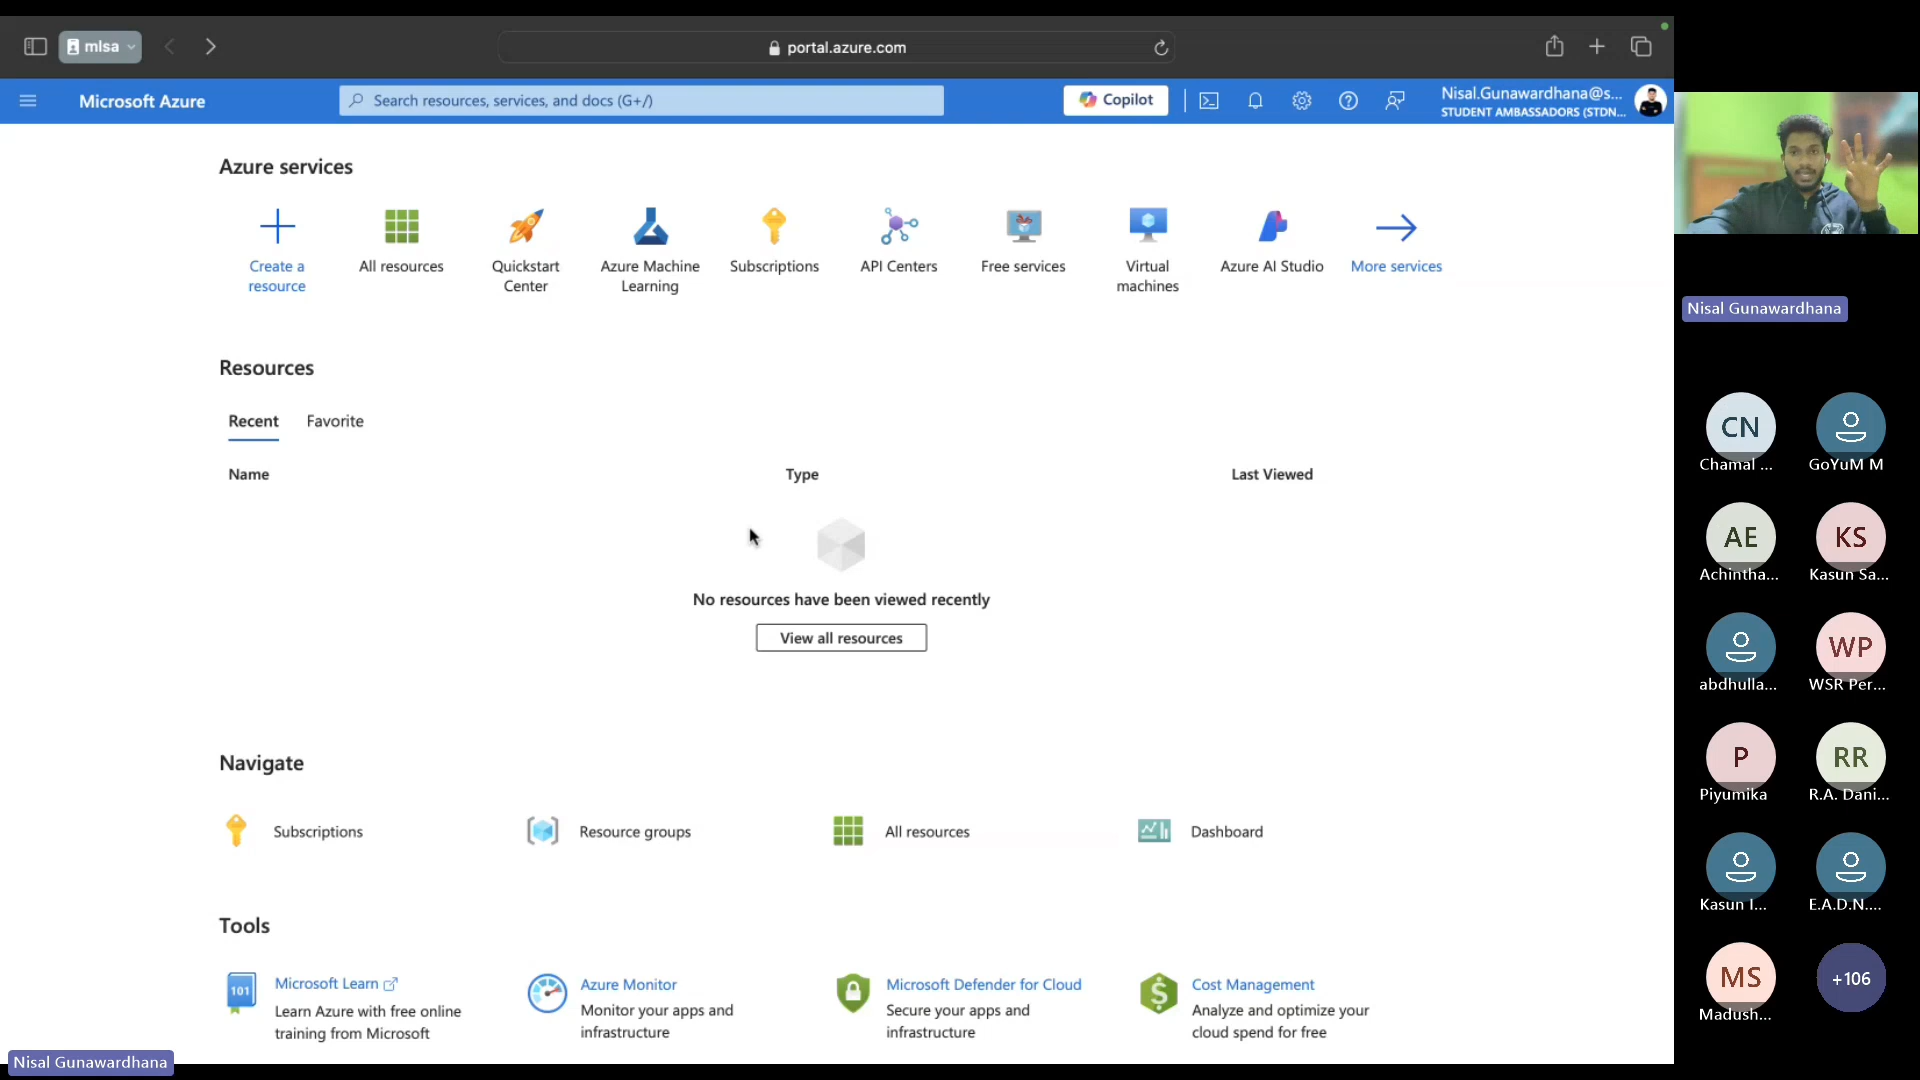 mlsa
portal.azure.com
Microsoft Azure
Search resources, services, and docs (G+/)
Copilot
Nisal.Gunawardhana@s...
STUDENT AMBASSADORS (STDN...
Azure services
Create a
resource
All resources
Quickstart
Center
Azure Machine
Learning
Subscriptions
API Centers
Free services
Virtual
machines
Azure AI Studio
More services
Resources
Recent
Favorite
Name
Type
Last Viewed
No resources have been viewed recently
View all resources
Navigate
Subscriptions
Resource groups
All resources
Dashboard
Tools
101
Microsoft Learn
Learn Azure with free online
training from Microsoft
Azure Monitor
Monitor your apps and
infrastructure
Microsoft Defender for Cloud
Secure your apps and
infrastructure
Cost Management
Analyze and optimize your
cloud spend for free
Nisal Gunawardhana
Nisal Gunawardhana
CN
Chamal ...
GoYuM M
AE
Achintha...
KS
Kasun Sa...
abdhulla...
WP
WSR Per...
P
Piyumika
RR
R.A. Dani...
Kasun I...
E.A.D.N....
MS
Madush...
+106